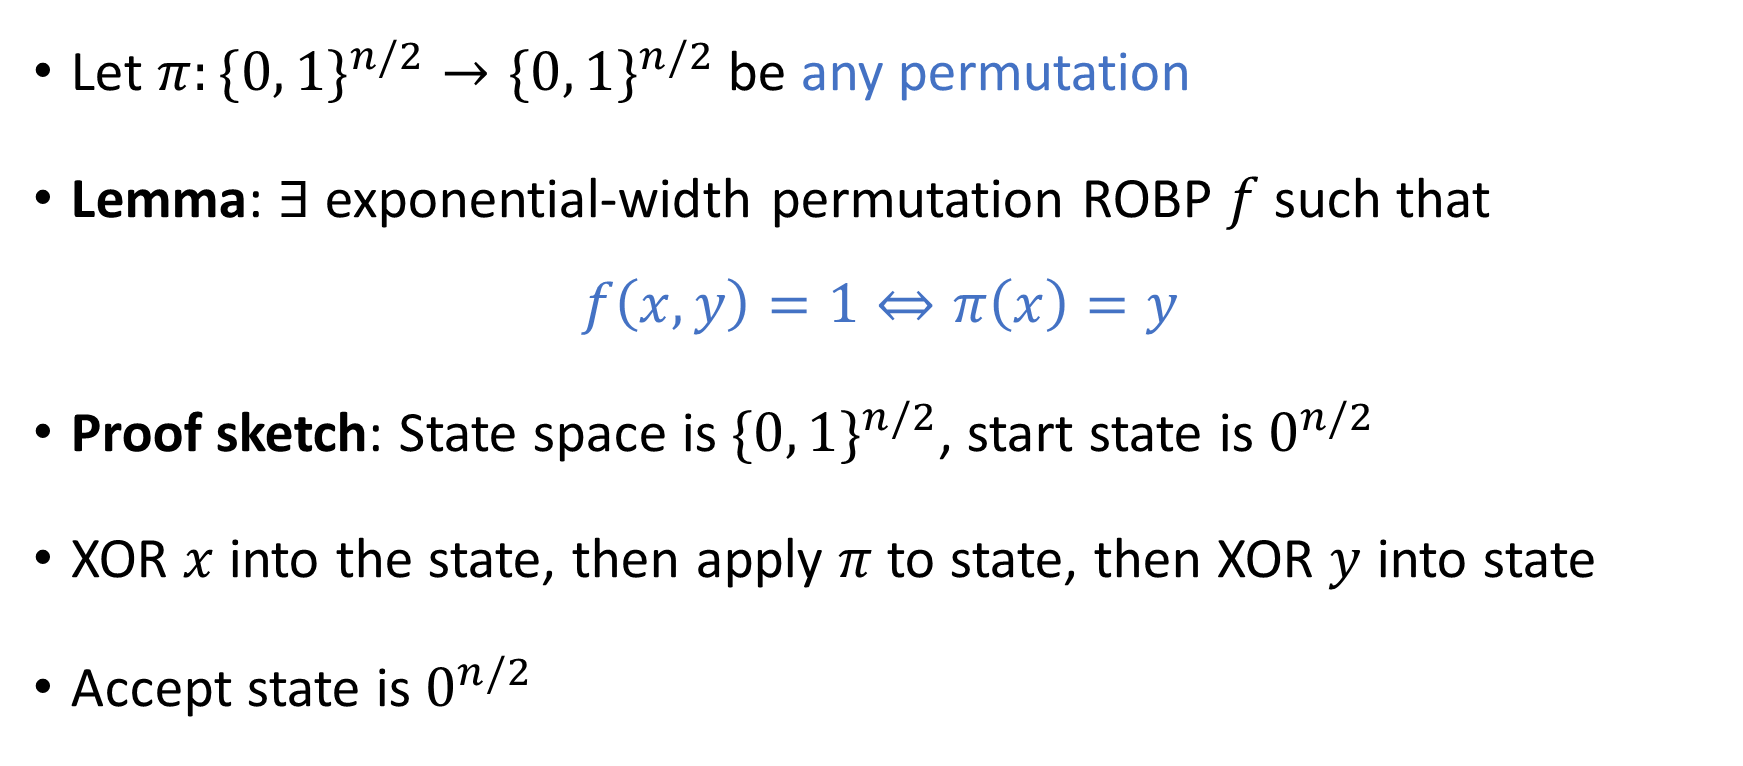 • Let π: {0, 1}^{n/2} → {0, 1}^{n/2} be any permutation
• Lemma: ∃ exponential-width permutation ROBP f such that
f(x, y) = 1 ⇔ π(x) = y
• Proof sketch: State space is {0, 1}^{n/2}, start state is 0^{n/2}
• XOR x into the state, then apply π to state, then XOR y into state
• Accept state is 0^{n/2}